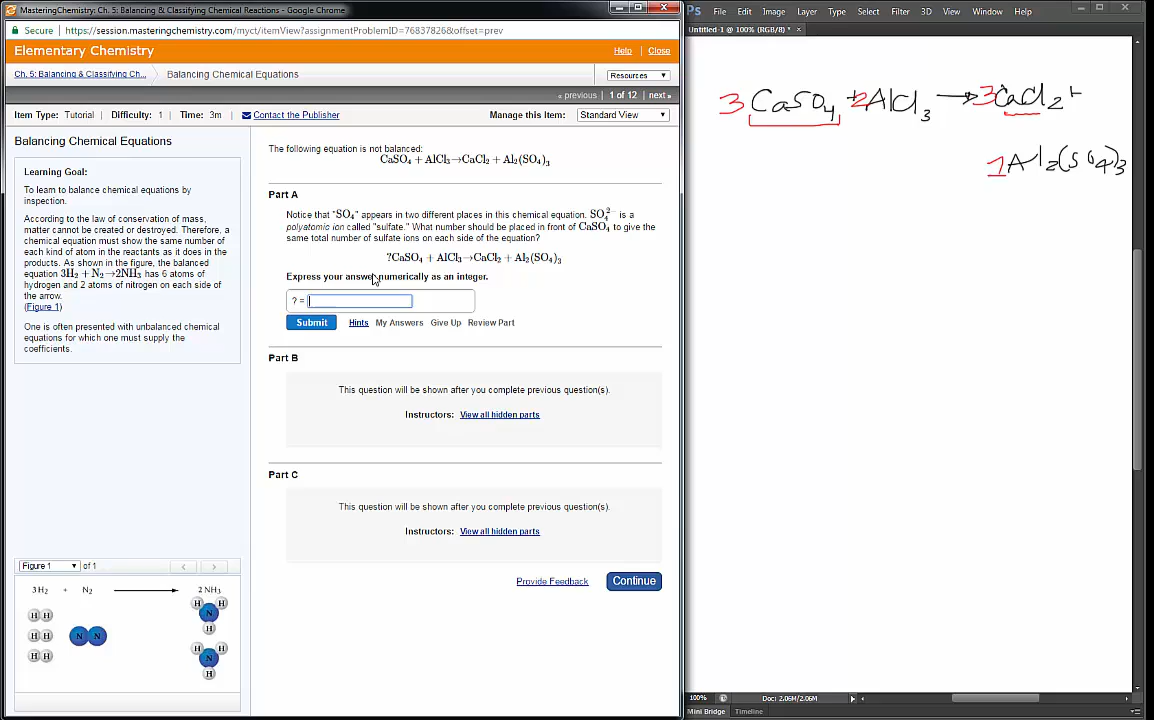 MasteringChemistry: Ch. 5: Balancing & Classifying Chemical Reactions - Google Chrome
Secure https://session.masteringchemistry.com/myct/itemView?assignmentProblemID=76837826&offset=prev
Elementary Chemistry
Help Close
Ch. 5: Balancing & Classifying Ch... Balancing Chemical Equations
Resources
« previous 1 of 12 next »
Item Type: Tutorial Difficulty: 1 Time: 3m Contact the Publisher
Manage this Item: Standard View
Balancing Chemical Equations
Learning Goal:
To learn to balance chemical equations by
inspection.
According to the law of conservation of mass,
matter cannot be created or destroyed. Therefore, a
chemical equation must show the same number of
each kind of atom in the reactants as it does in the
products. As shown in the figure, the balanced
equation 3H₂ + N₂→2NH₃ has 6 atoms of
hydrogen and 2 atoms of nitrogen on each side of
the arrow.
(Figure 1)
One is often presented with unbalanced chemical
equations for which one must supply the
coefficients.
Figure 1 of 1
3H₂ + N₂ 2 NH₃
H H H H
N
H H N N H
H H
H H N
H
The following equation is not balanced:
CaSO₄ + AlCl₃→CaCl₂ + Al₂(SO₄)₃
Part A
Notice that "SO₄" appears in two different places in this chemical equation. SO₄²⁻ is a
polyatomic ion called "sulfate." What number should be placed in front of CaSO₄ to give the
same total number of sulfate ions on each side of the equation?
?CaSO₄ + AlCl₃→CaCl₂ + Al₂(SO₄)₃
Express your answer numerically as an integer.
? =
Submit Hints My Answers Give Up Review Part
Part B
This question will be shown after you complete previous question(s).
Instructors: View all hidden parts
Part C
This question will be shown after you complete previous question(s).
Instructors: View all hidden parts
Provide Feedback Continue
Ps File Edit Image Layer Type Select Filter 3D View Window Help
Untitled-1 @ 100% (RGB/8) * ×
3 CaSO₄ + 2AlCl₃ → 3CaCl₂ +
1Al₂(SO₄)₃
100% Doc: 2.06M/2.06M
Mini Bridge Timeline